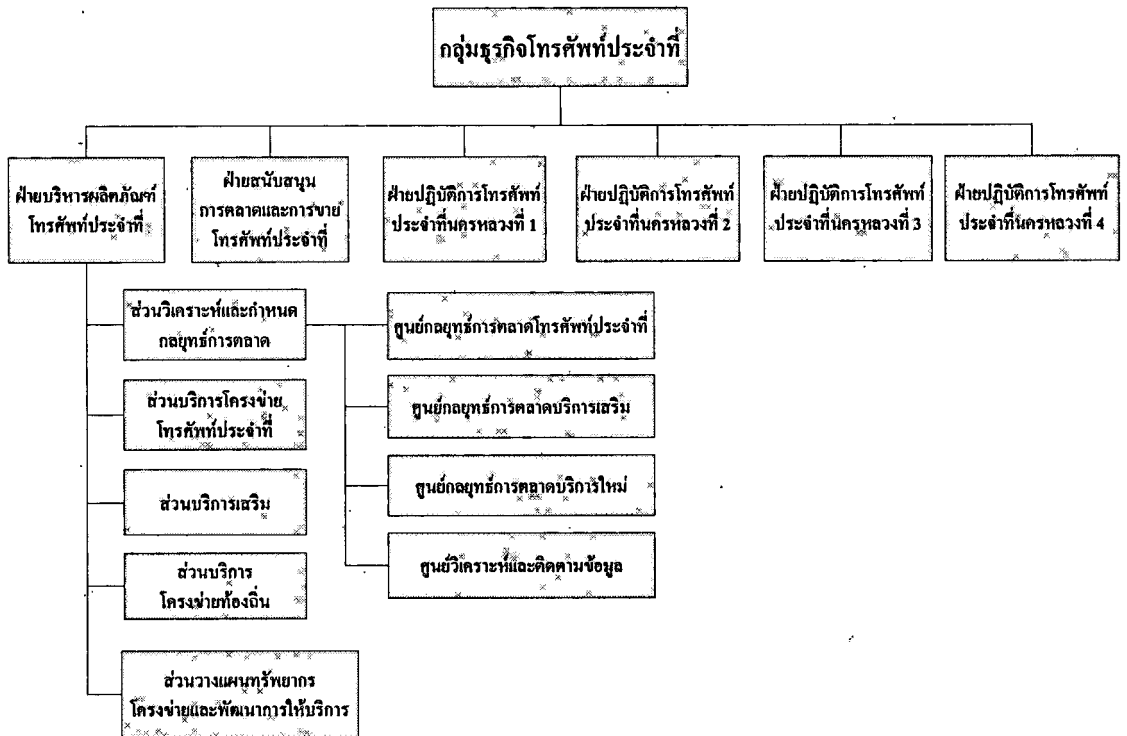 กลุ่มธุรกิจโทรศัพท์ประจำที่
ฝ่ายบริหารผลิตภัณฑ์
โทรศัพท์ประจำที่
ฝ่ายสนับสนุน
การตลาดและการขาย
โทรศัพท์ประจำที่
ฝ่ายปฏิบัติการโทรศัพท์
ประจำที่นครหลวงที่ 1
ฝ่ายปฏิบัติการโทรศัพท์
ประจำที่นครหลวงที่ 2
ฝ่ายปฏิบัติการโทรศัพท์
ประจำที่นครหลวงที่ 3
ฝ่ายปฏิบัติการโทรศัพท์
ประจำที่นครหลวงที่ 4
ส่วนวิเคราะห์และกำหนด
กลยุทธ์การตลาด
ส่วนบริการโครงข่าย
โทรศัพท์ประจำที่
ส่วนบริการเสริม
ส่วนบริการ
โครงข่ายท้องถิ่น
ส่วนวางแผนทรัพยากร
โครงข่ายและพัฒนาการให้บริการ
ศูนย์กลยุทธ์การตลาดโทรศัพท์ประจำที่
ศูนย์กลยุทธ์การตลาดบริการเสริม
ศูนย์กลยุทธ์การตลาดบริการใหม่
ศูนย์วิเคราะห์และติดตามข้อมูล